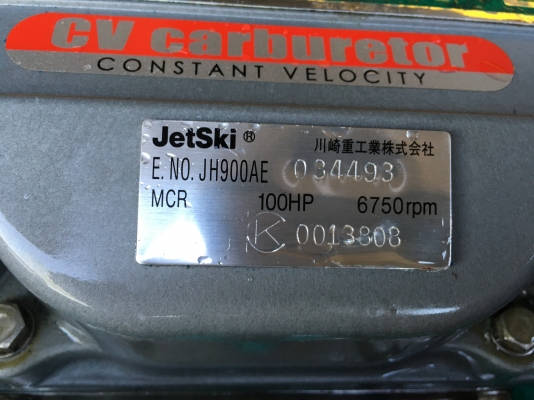 CV carburetor
CONSTANT VELOCITY
JetSki ® 川崎重工業株式会社
E. NO. JH900AE 034493
MCR 100HP 6750rpm
K 0013808